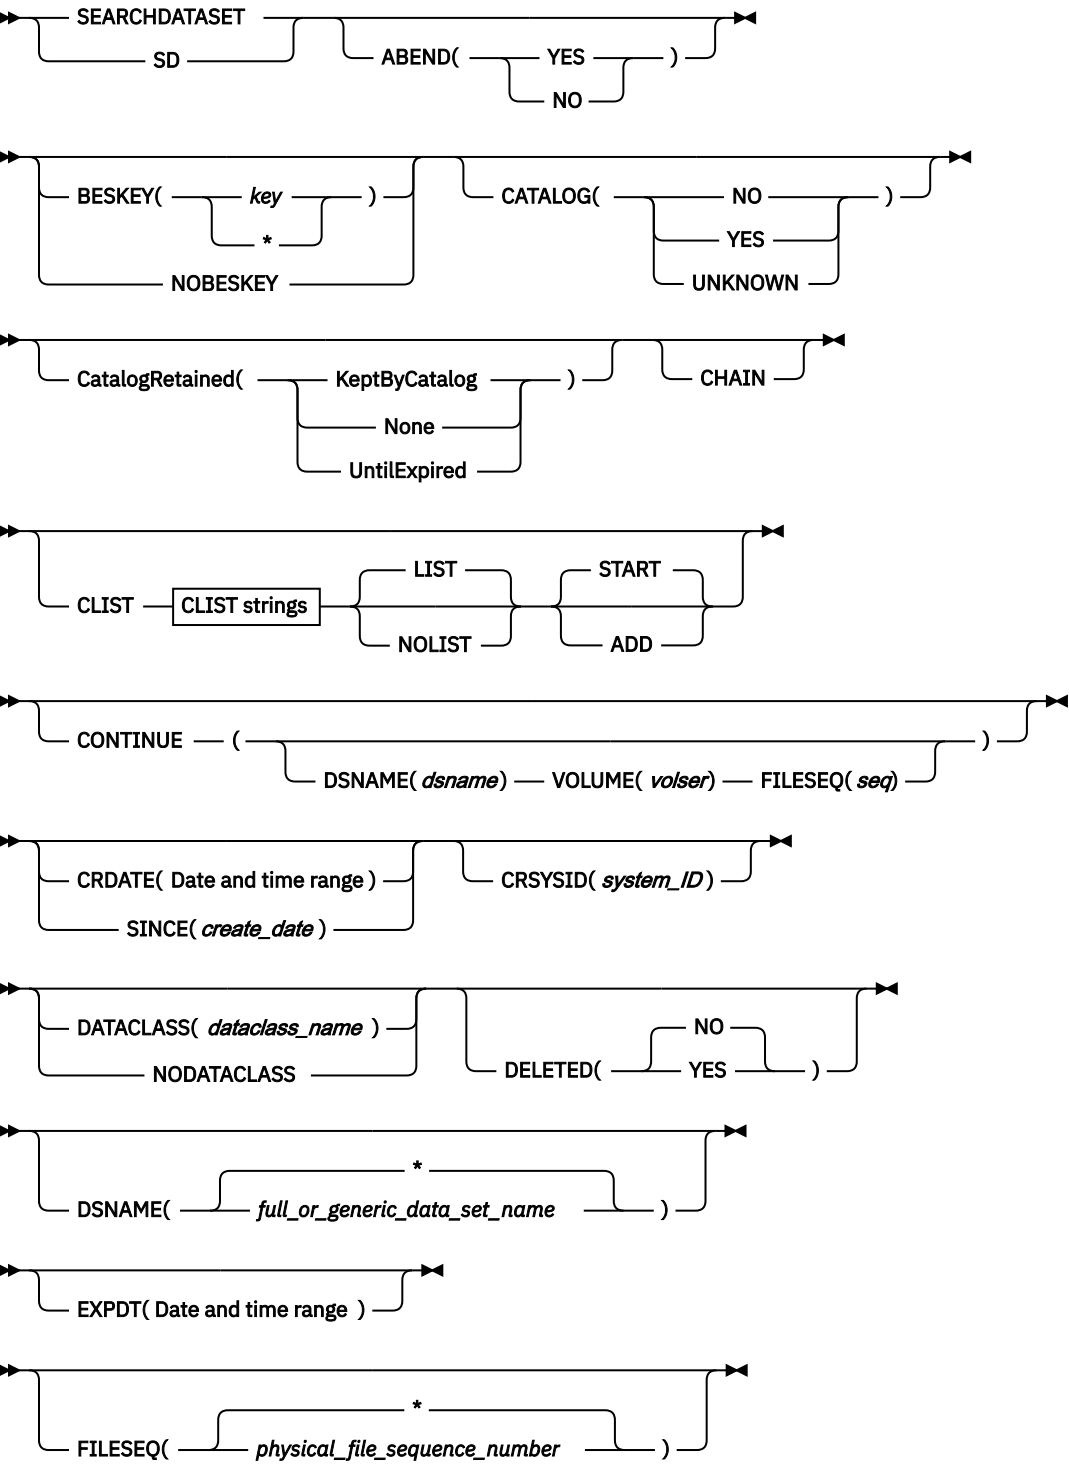 SEARCHDATASET
SD
ABEND( YES )
NO
BESKEY( key )
*
NOBESKEY
CATALOG( NO )
YES
UNKNOWN
CatalogRetained( KeptByCatalog )
None
UntilExpired
CHAIN
LIST START
CLIST CLIST strings
NOLIST ADD
CONTINUE ( )
DSNAME( dsname) VOLUME( volser) FILESEQ( seq)
CRDATE( Date and time range )
SINCE( create_date )
CRSYSID( system_ID )
DATACLASS( dataclass_name )
NODATACLASS
NO
DELETED( YES )
*
DSNAME( full_or_generic_data_set_name )
EXPDT( Date and time range )
*
FILESEQ( physical_file_sequence_number )